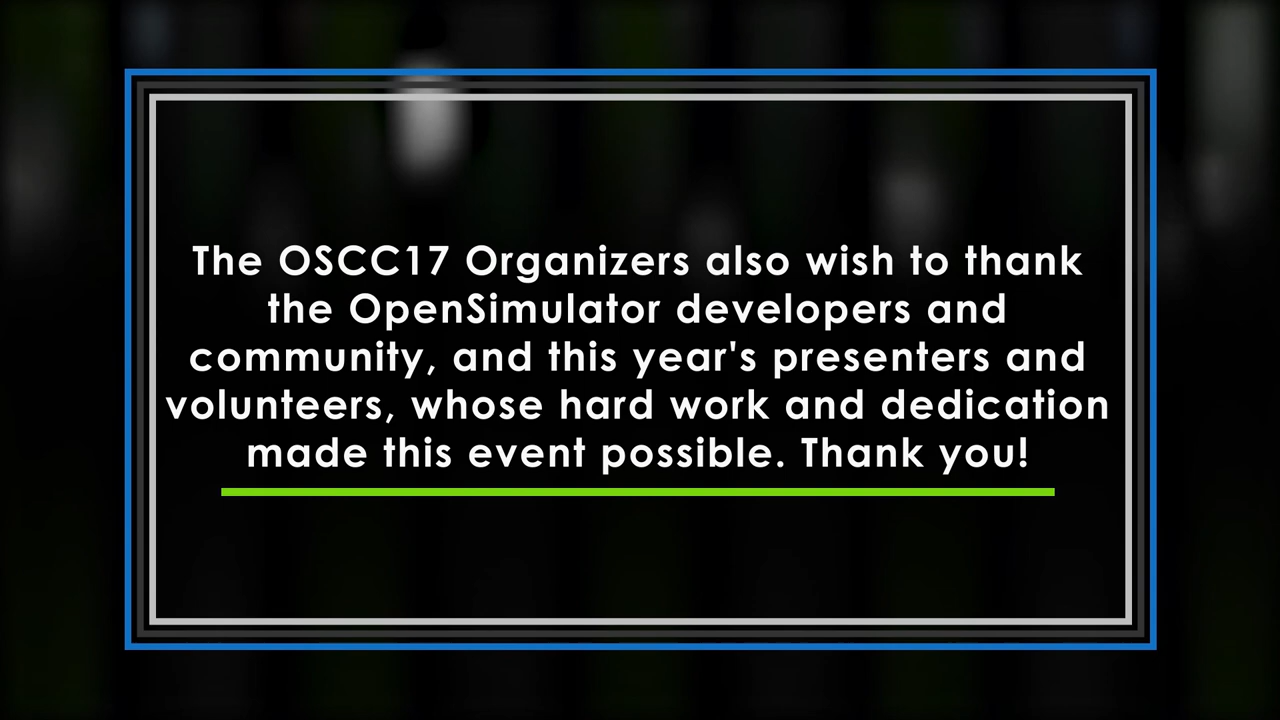 The OSCC17 Organizers also wish to thank
the OpenSimulator developers and
community, and this year's presenters and
volunteers, whose hard work and dedication
made this event possible. Thank you!